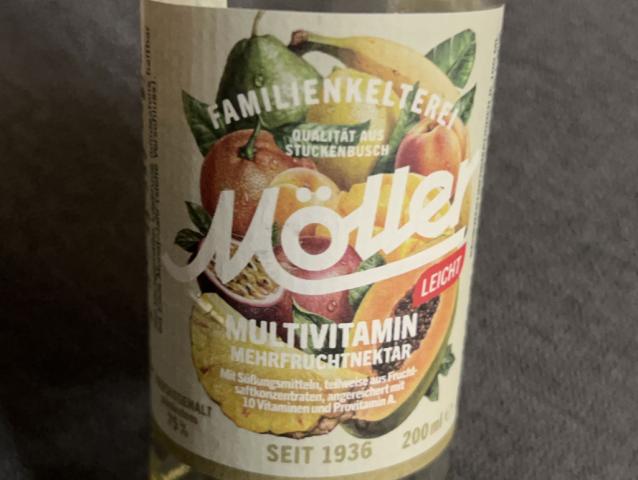 FAMILIENKELTEREI
QUALITÄT AUS
STUCKENBUSCH
Möller
LEICHT
MULTIVITAMIN
MEHRFRUCHTNEKTAR
Mit Süßungsmitteln, teilweise aus Frucht-
saftkonzentraten, angereichert mit
10 Vitaminen und Provitamin A.
75%
200 ml e
SEIT 1936